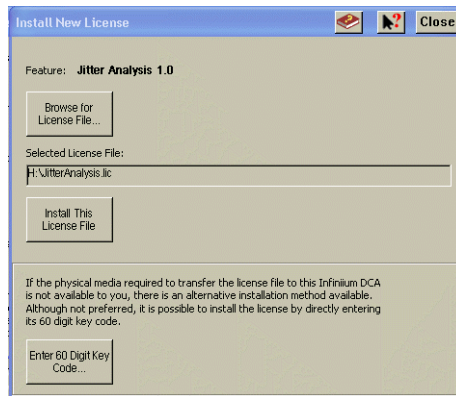 Install New License
?
Close
Feature: Jitter Analysis 1.0
Browse for
License File...
Selected License File:
H:\JitterAnalysis.lic
Install This
License File
If the physical media required to transfer the license file to this Infiniium DCA
is not available to you, there is an alternative installation method available.
Although not preferred, it is possible to install the license by directly entering
its 60 digit key code.
Enter 60 Digit Key
Code...